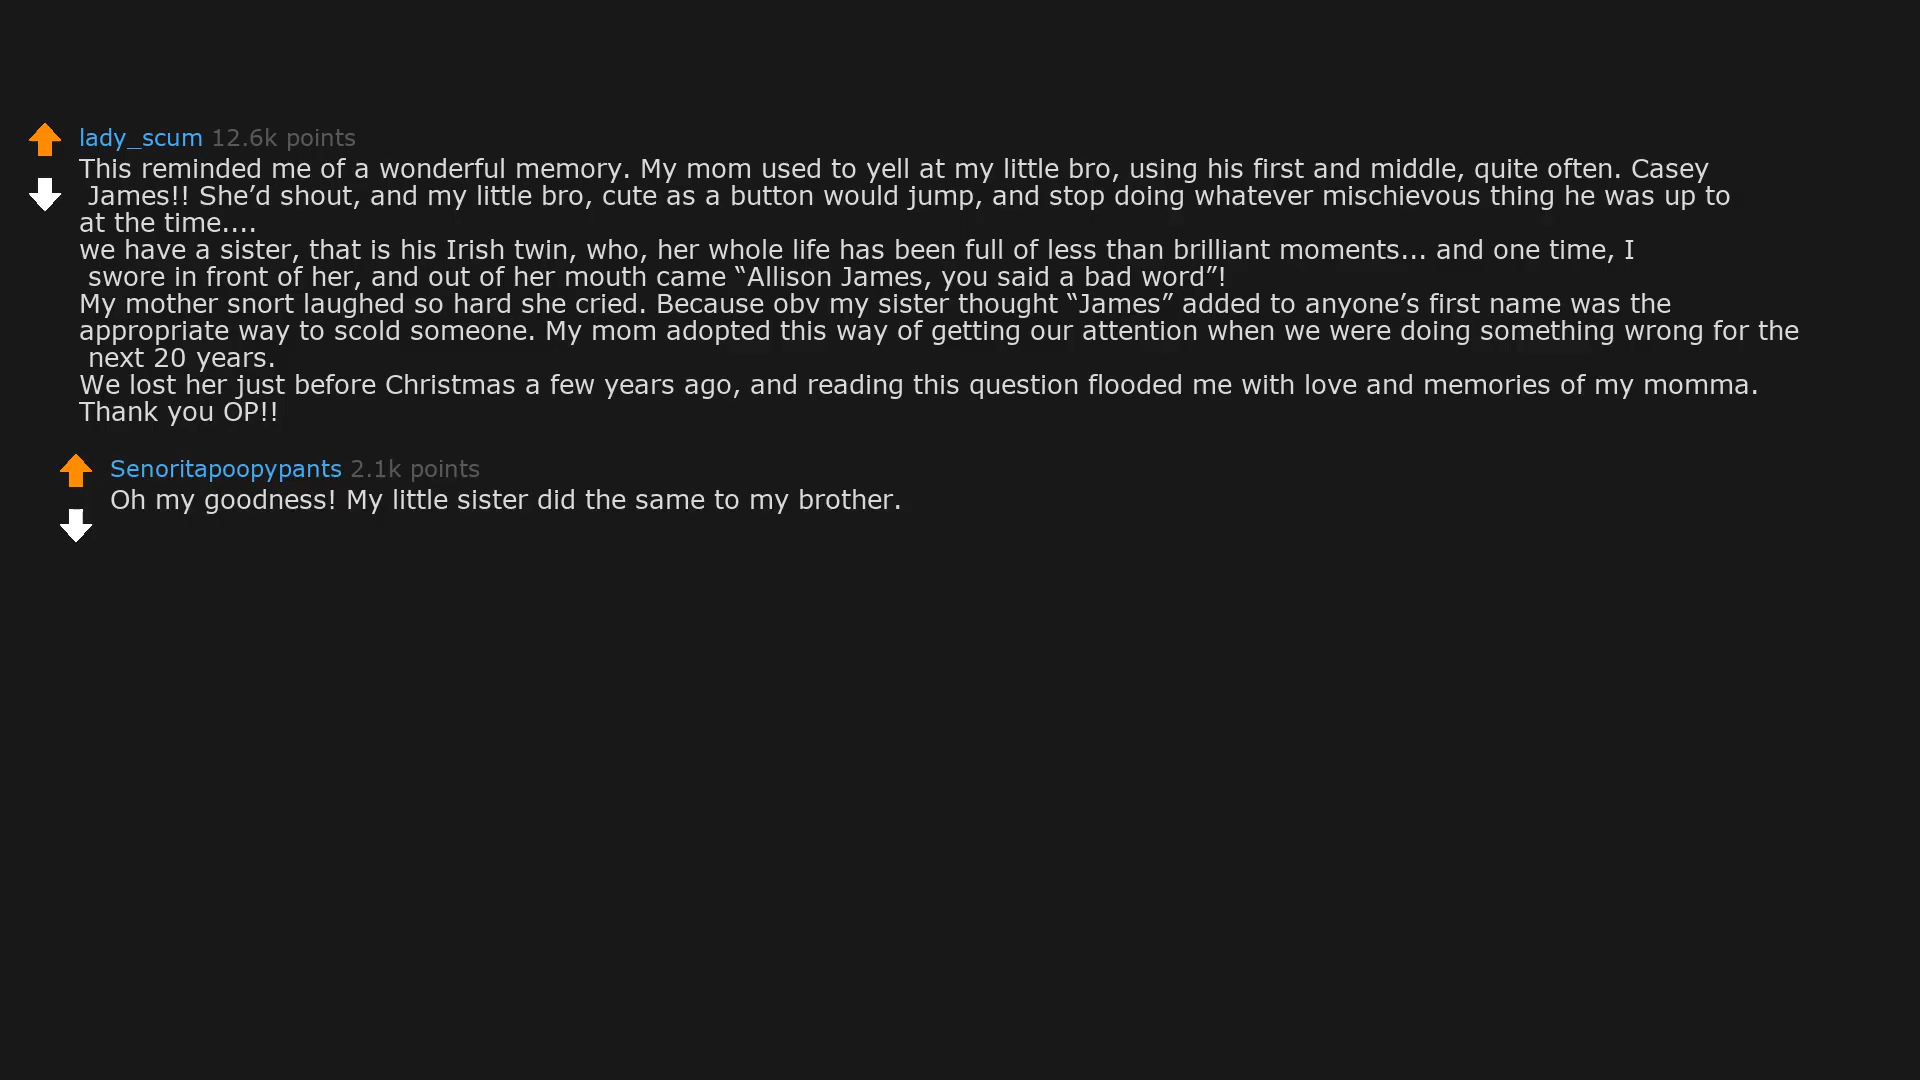 lady_scum 12.6k points
This reminded me of a wonderful memory. My mom used to yell at my little bro, using his first and middle, quite often. Casey
James!! She’d shout, and my little bro, cute as a button would jump, and stop doing whatever mischievous thing he was up to
at the time....
we have a sister, that is his Irish twin, who, her whole life has been full of less than brilliant moments... and one time, I
swore in front of her, and out of her mouth came “Allison James, you said a bad word”!
My mother snort laughed so hard she cried. Because obv my sister thought “James” added to anyone’s first name was the
appropriate way to scold someone. My mom adopted this way of getting our attention when we were doing something wrong for the
next 20 years.
We lost her just before Christmas a few years ago, and reading this question flooded me with love and memories of my momma.
Thank you OP!!
Senoritapoopypants 2.1k points
Oh my goodness! My little sister did the same to my brother.